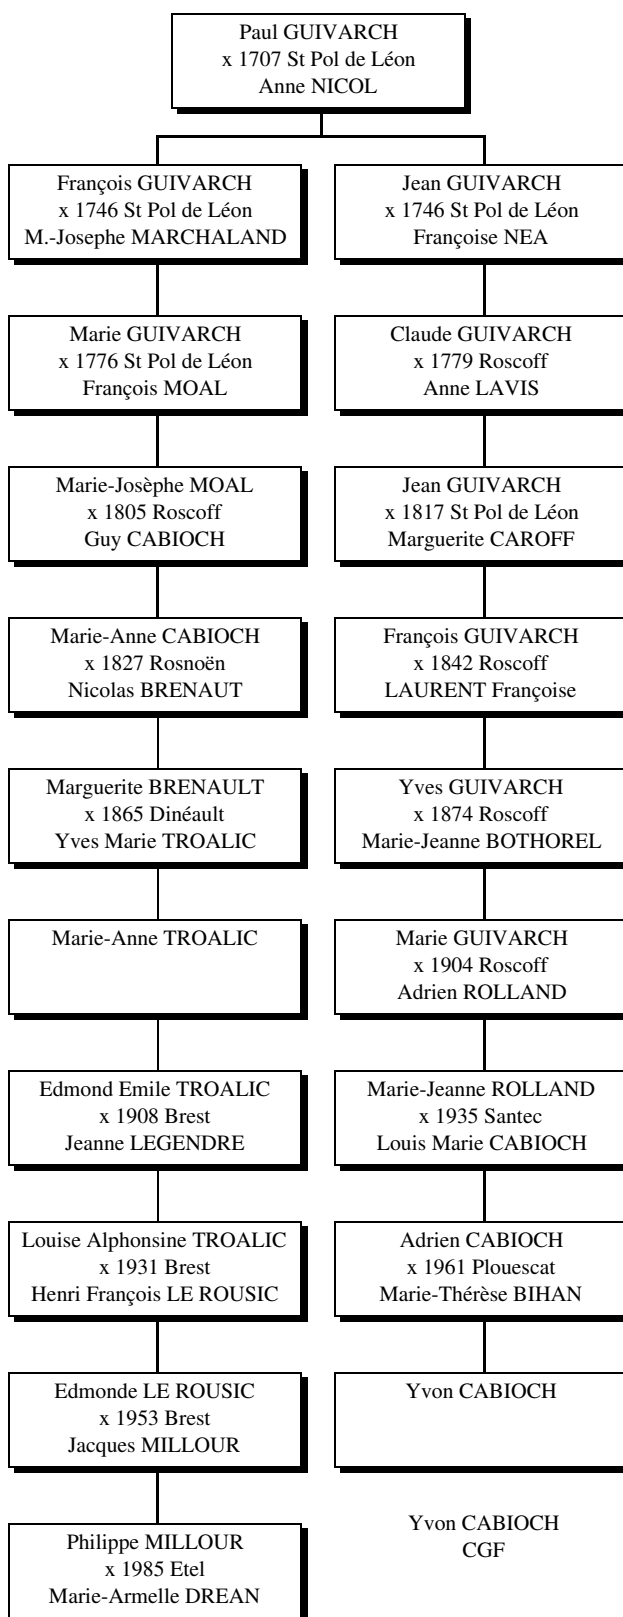 Paul GUIVARCH
x 1707 St Pol de Léon
Anne NICOL
François GUIVARCH
x 1746 St Pol de Léon
M.-Josephe MARCHALAND
Jean GUIVARCH
x 1746 St Pol de Léon
Françoise NEA
Marie GUIVARCH
x 1776 St Pol de Léon
François MOAL
Claude GUIVARCH
x 1779 Roscoff
Anne LAVIS
Marie-Josèphe MOAL
x 1805 Roscoff
Guy CABIOCH
Jean GUIVARCH
x 1817 St Pol de Léon
Marguerite CAROFF
Marie-Anne CABIOCH
x 1827 Rosnoën
Nicolas BRENAUT
François GUIVARCH
x 1842 Roscoff
LAURENT Françoise
Marguerite BRENAULT
x 1865 Dinéault
Yves Marie TROALIC
Yves GUIVARCH
x 1874 Roscoff
Marie-Jeanne BOTHOREL
Marie-Anne TROALIC
Marie GUIVARCH
x 1904 Roscoff
Adrien ROLLAND
Edmond Emile TROALIC
x 1908 Brest
Jeanne LEGENDRE
Marie-Jeanne ROLLAND
x 1935 Santec
Louis Marie CABIOCH
Louise Alphonsine TROALIC
x 1931 Brest
Henri François LE ROUSIC
Adrien CABIOCH
x 1961 Plouescat
Marie-Thérèse BIHAN
Edmonde LE ROUSIC
x 1953 Brest
Jacques MILLOUR
Yvon CABIOCH
Philippe MILLOUR
x 1985 Etel
Marie-Armelle DREAN
Yvon CABIOCH
CGF